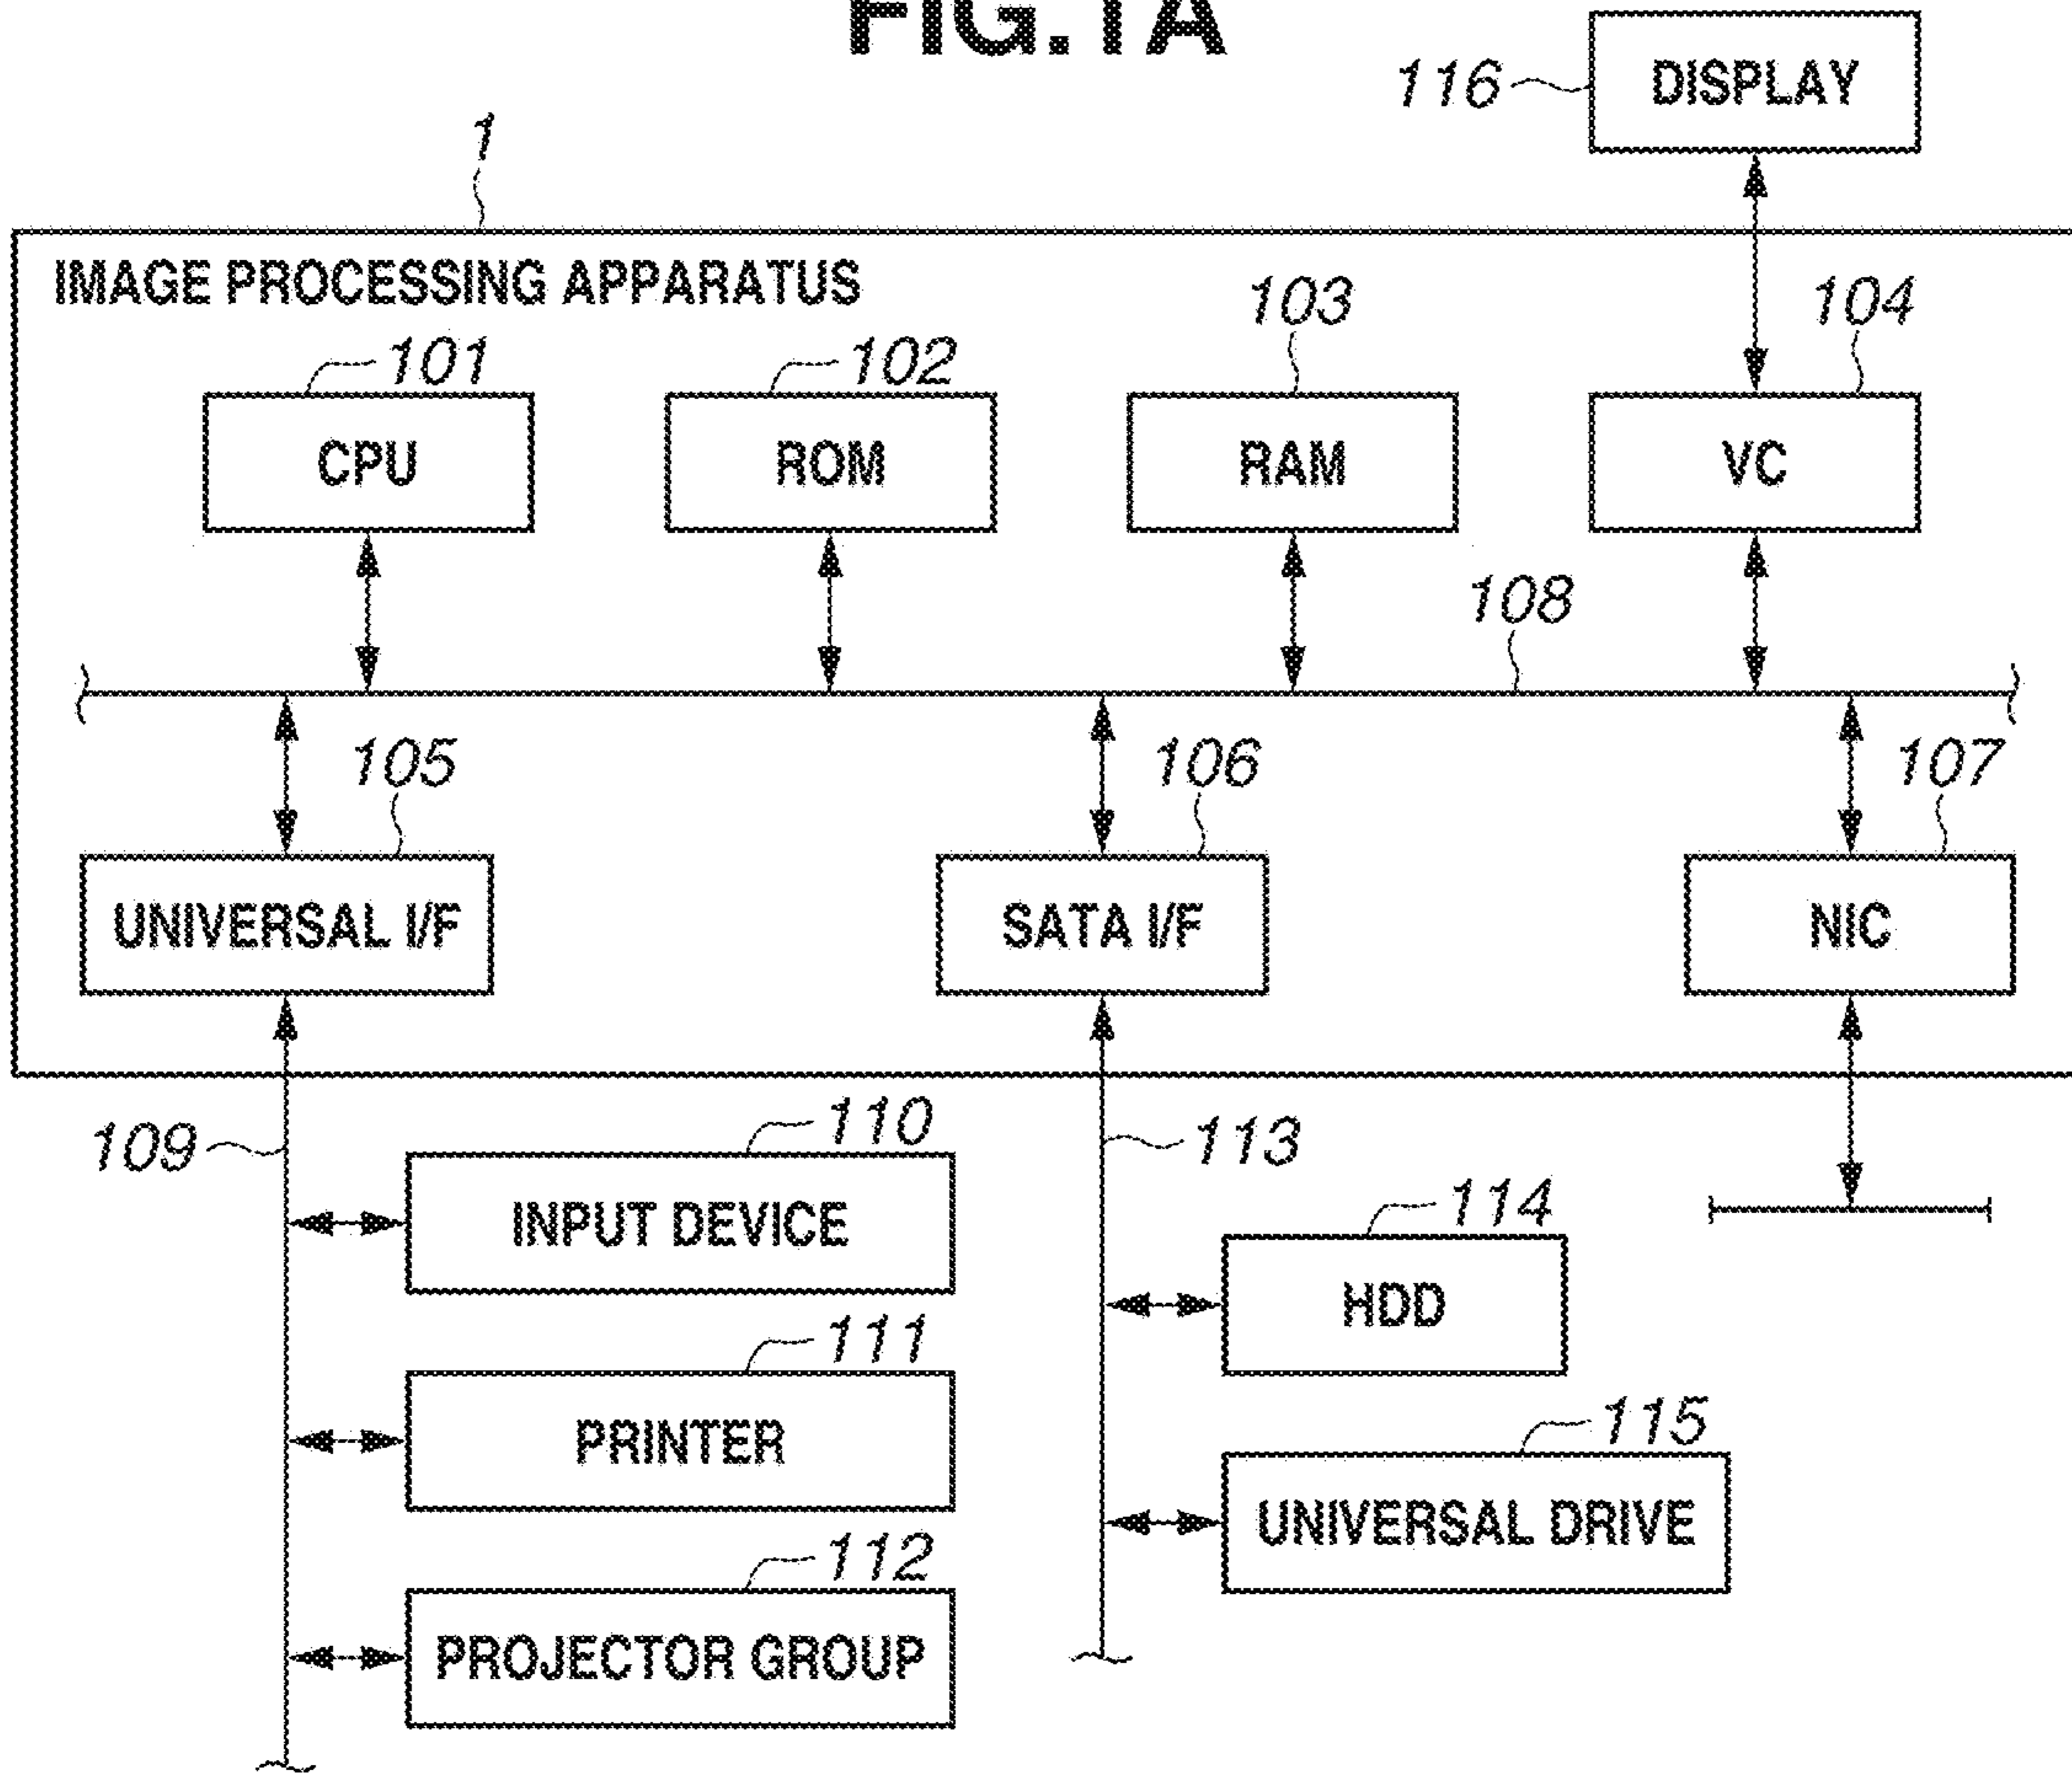 FIG.1A
116
DISPLAY
1
IMAGE PROCESSING APPARATUS
101
102
103
104
CPU
ROM
RAM
VC
108
105
106
107
UNIVERSAL I/F
SATA I/F
NIC
109
110
113
INPUT DEVICE
114
HDD
111
PRINTER
115
UNIVERSAL DRIVE
112
PROJECTOR GROUP